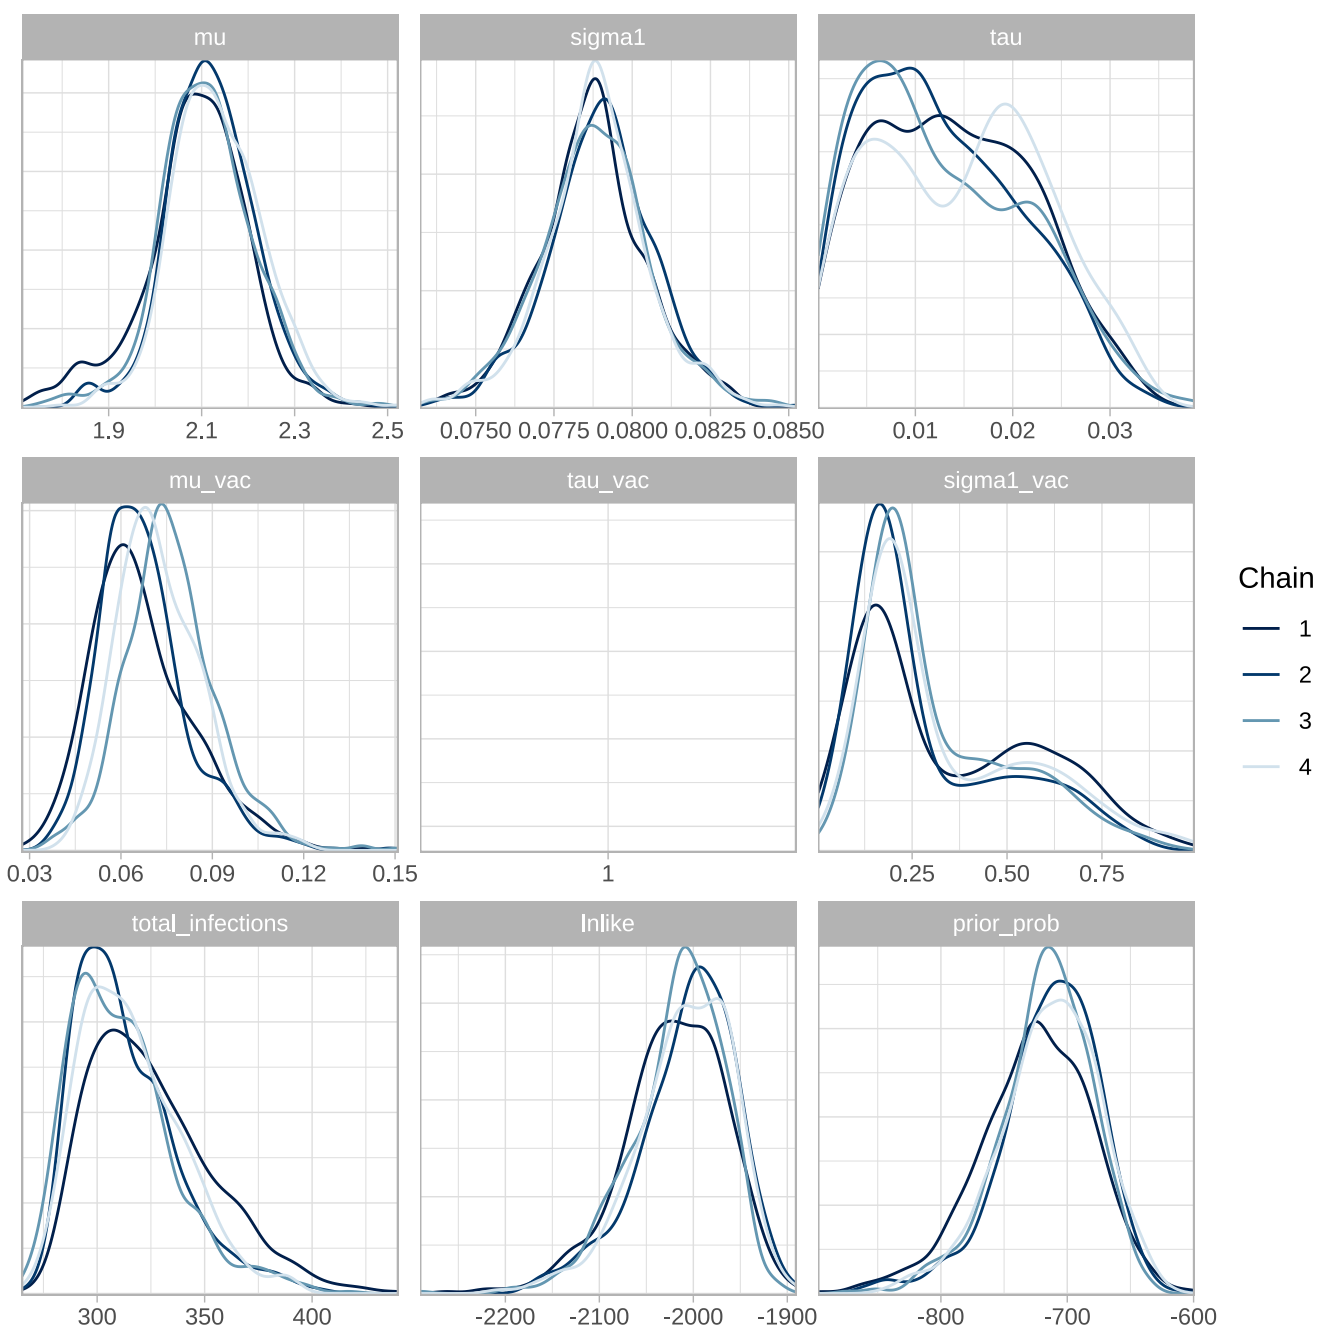 mu sigma1 tau
1.9 2.1 2.3 2.5 0.0750 0.0775 0.0800 0.0825 0.0850 0.01 0.02 0.03
mu_vac tau_vac sigma1_vac
0.03 0.06 0.09 0.12 0.15 1 0.25 0.50 0.75
Chain
1
2
3
4
total_infections lnlike prior_prob
300 350 400 -2200 -2100 -2000 -1900 -800 -700 -600